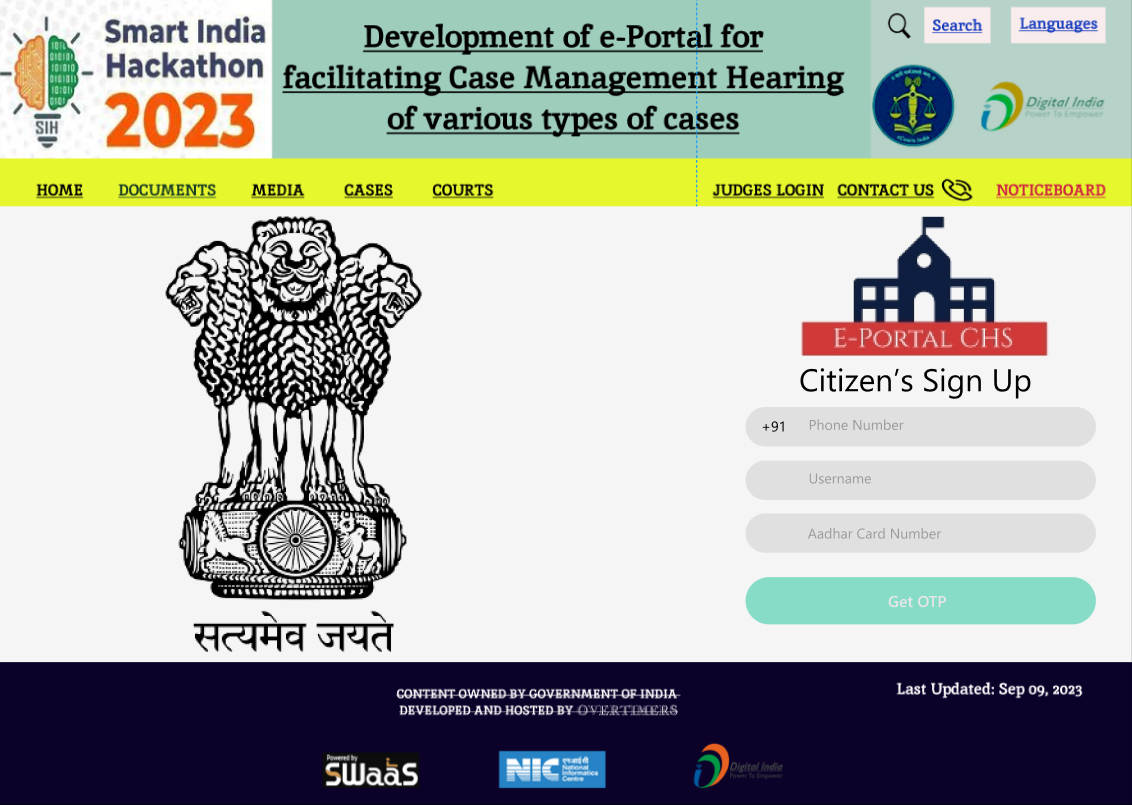 Smart India
Hackathon
2023
SIH
Development of e-Portal for
facilitating Case Management Hearing
of various types of cases
Search
Languages
Digital India
Power To Empower
HOME DOCUMENTS MEDIA CASES COURTS JUDGES LOGIN CONTACT US NOTICEBOARD
सत्यमेव जयते
E-PORTAL CHS
Citizen’s Sign Up
+91 Phone Number
Username
Aadhar Card Number
Get OTP
CONTENT OWNED BY GOVERNMENT OF INDIA
DEVELOPED AND HOSTED BY OVERTIMERS
Last Updated: Sep 09, 2023
Powered by
SWaaS
NIC
एन आई सी
National
Informatics
Centre
Digital India
Power To Empower